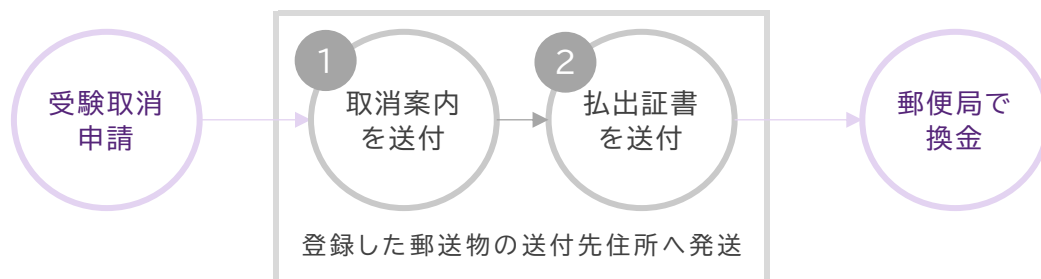 受験取消
申請
1
取消案内
を送付
2
払出証書
を送付
郵便局で
換金
登録した郵送物の送付先住所へ発送